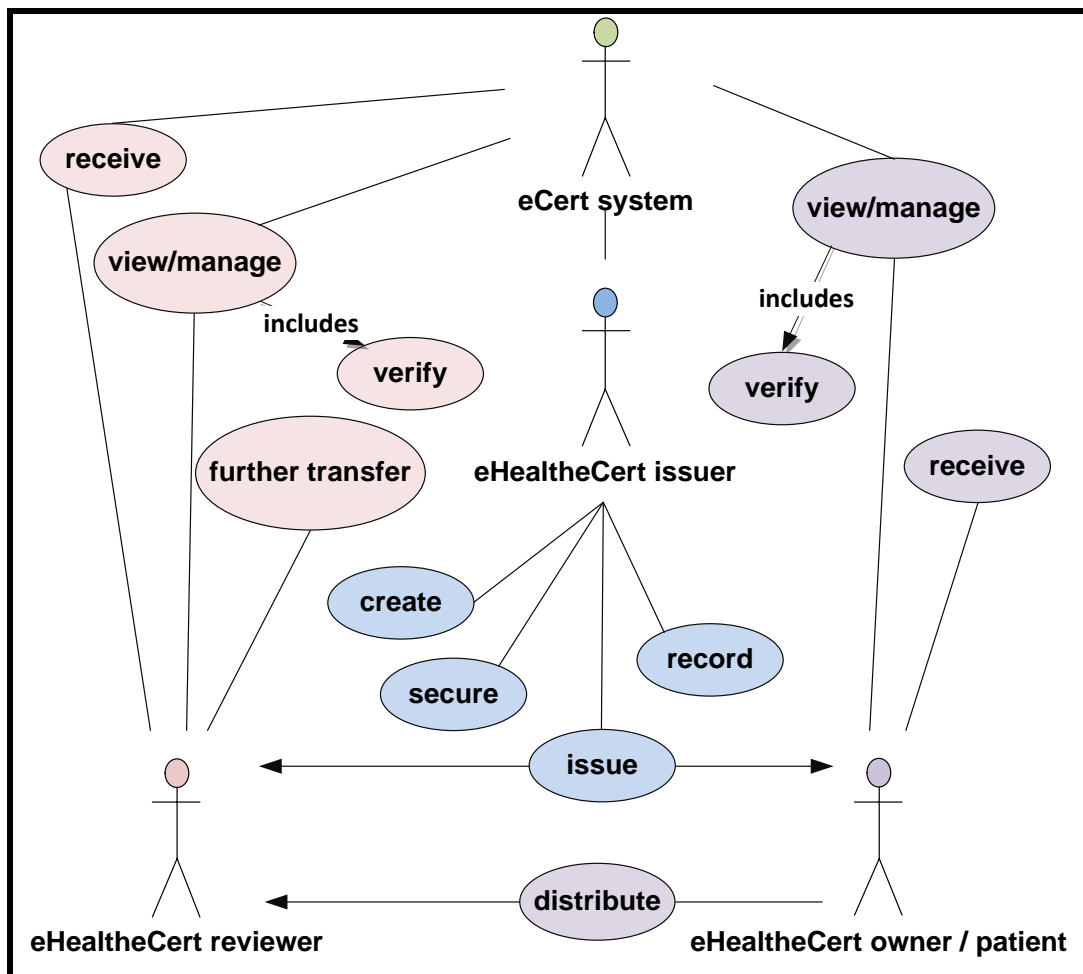 receive
eCert system
view/manage
view/manage
includes
includes
verify
verify
further transfer
eHealtheCert issuer
receive
create
record
secure
issue
distribute
eHealtheCert reviewer
eHealtheCert owner / patient